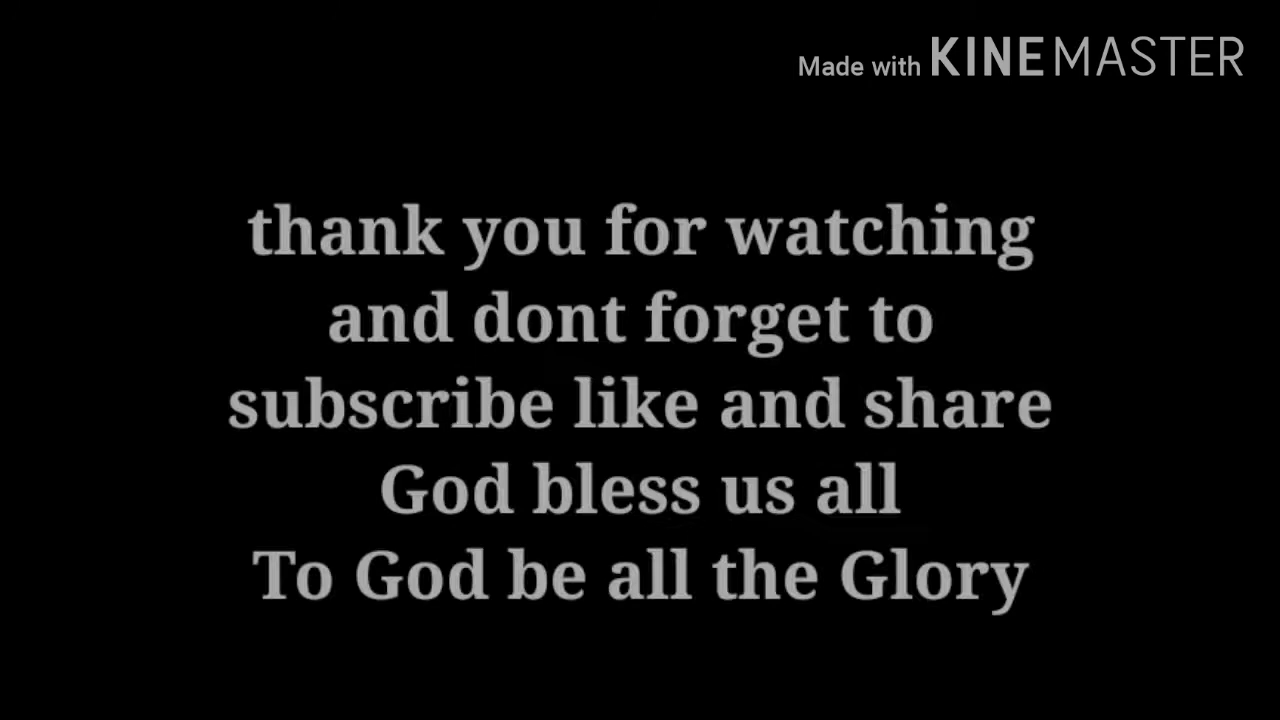 Made with KINEMASTER
thank you for watching
and dont forget to
subscribe like and share
God bless us all
To God be all the Glory